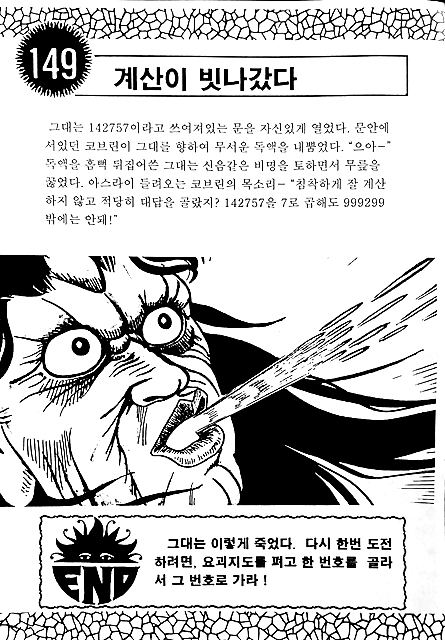 149
계산이 빗나갔다
그대는 142757이라고 쓰여져있는 문을 자신있게 열었다. 문안에
서있던 코브린이 그대를 향하여 무서운 독액을 내뿜었다. “으아—”
독액을 흠뻑 뒤집어쓴 그대는 신음같은 비명을 토하면서 무릎을
꿇었다. 아스라이 들려오는 코브린의 목소리— “침착하게 잘 계산
하지 않고 적당히 대답을 골랐지? 142757을 7로 곱해도 999299
밖에는 안돼!”
END
그대는 이렇게 죽었다. 다시 한번 도전
하려면, 요괴지도를 펴고 한 번호를 골라
서 그 번호로 가라!